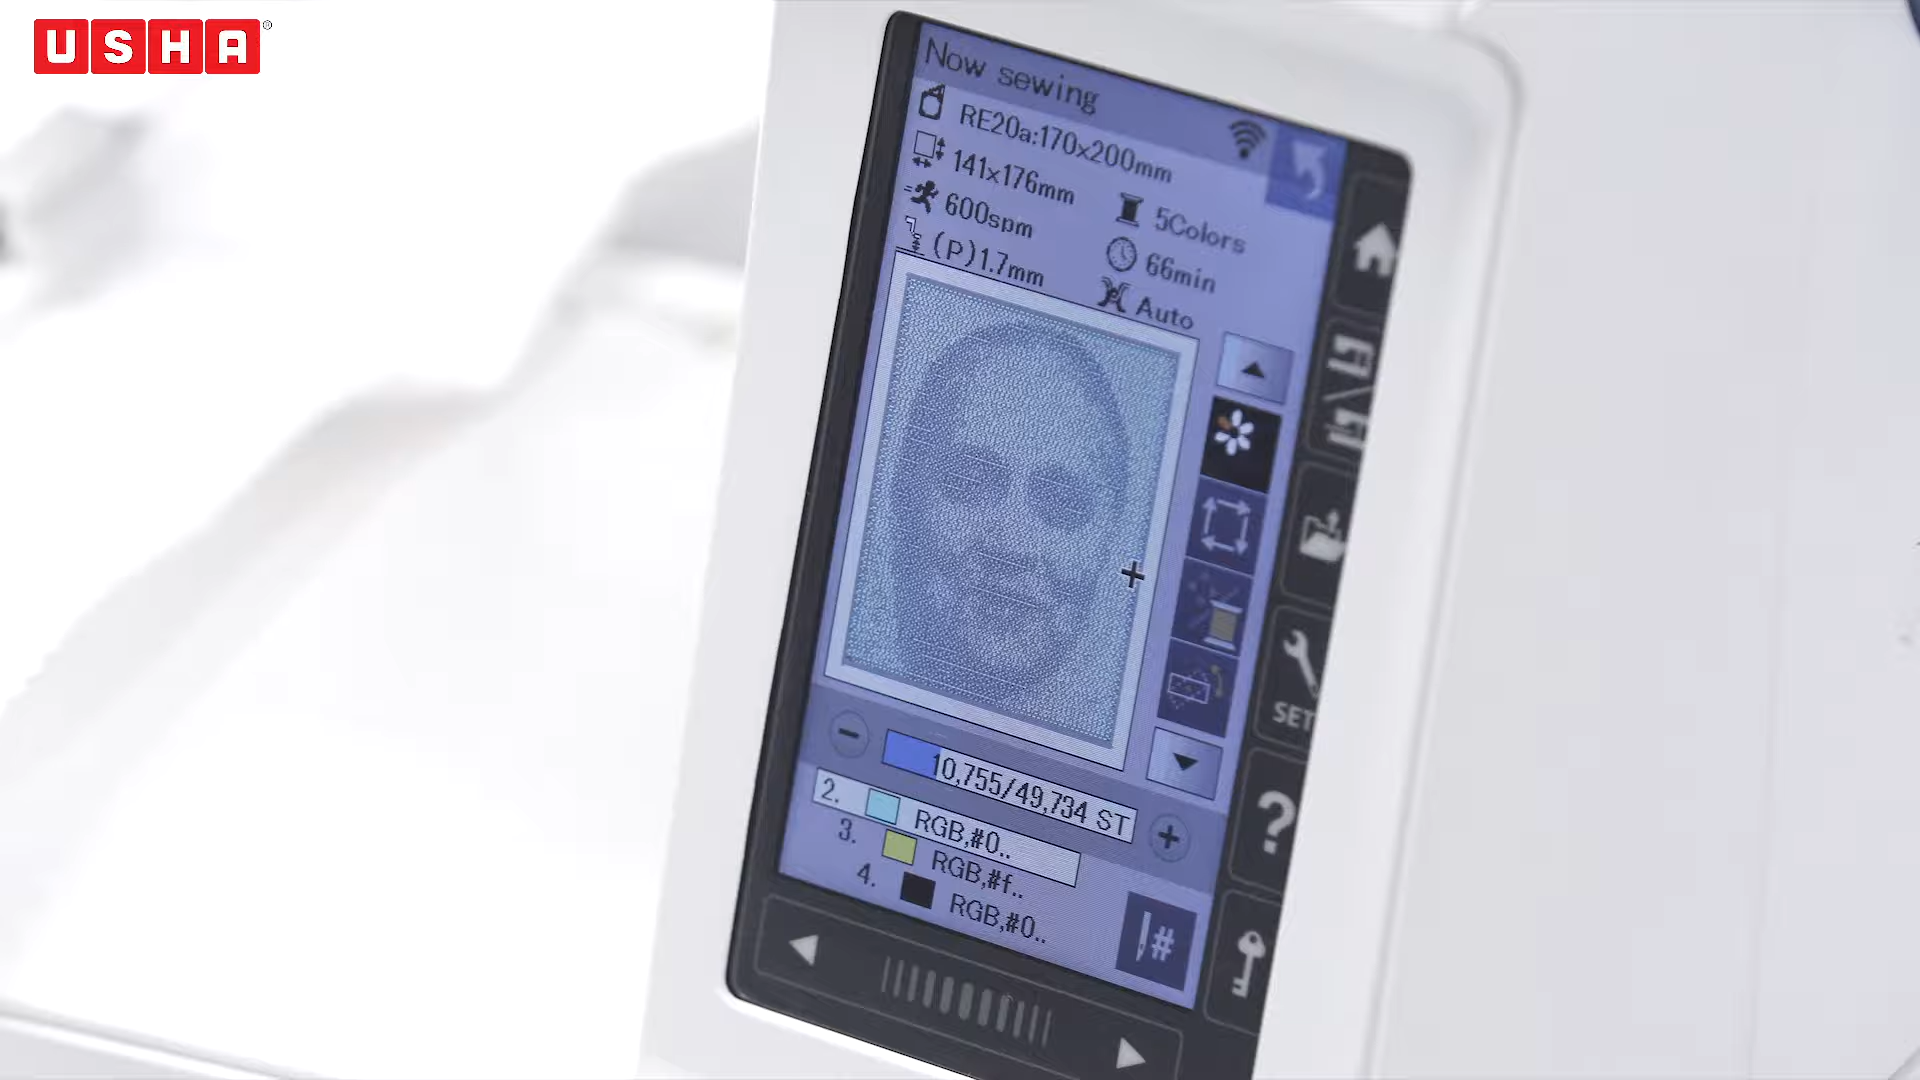 USHA®
Now sewing
RE20a:170x200mm
141x176mm
5Colors
600spm
66min
(P)1.7mm
Auto
SET
10,755/49,734 ST
2. RGB,#0..
3. RGB,#f..
4. RGB,#0..
#
?